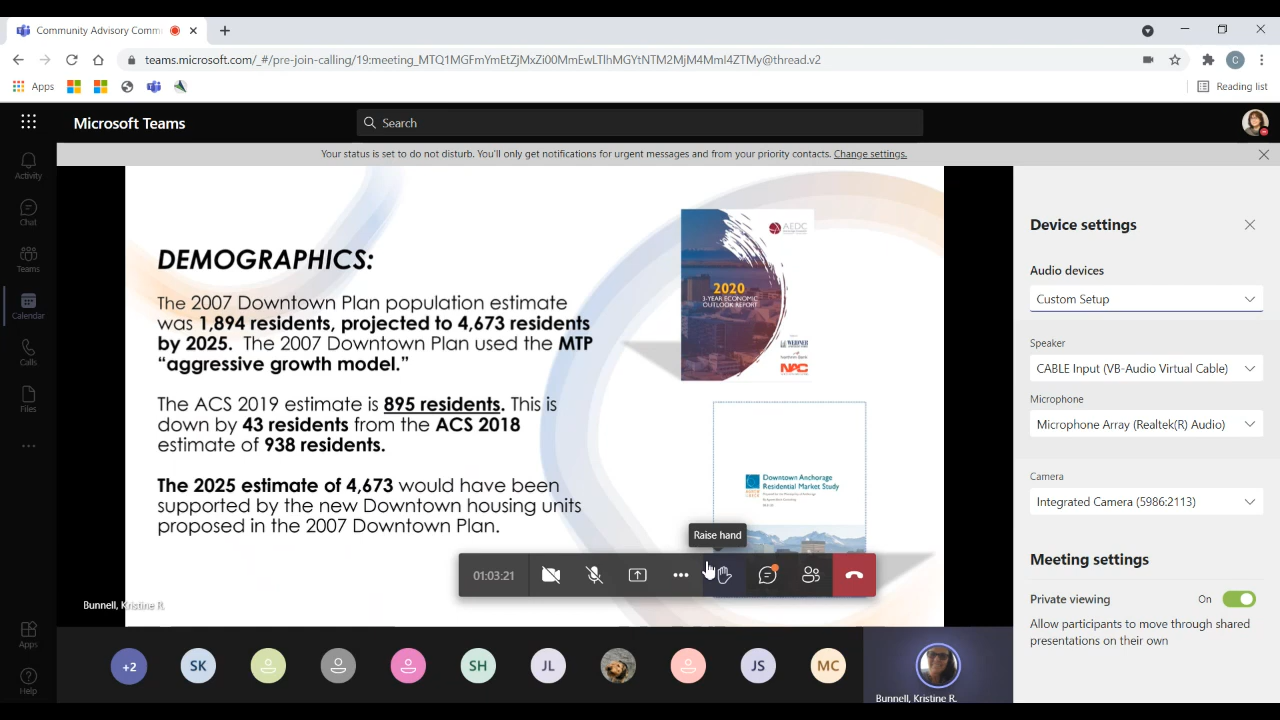 Community Advisory Comm
teams.microsoft.com/_#/pre-join-calling/19:meeting_MTQ1MGFmYmEtZjMxZi00MmEwLTlhMGYtNTM2MjM4MmI4ZTMy@thread.v2
C
Apps
Reading list
Microsoft Teams
Search
Your status is set to do not disturb. You'll only get notifications for urgent messages and from your priority contacts. Change settings.
Activity
Chat
Teams
Calendar
Calls
Files
Apps
Help
DEMOGRAPHICS:
The 2007 Downtown Plan population estimate
was 1,894 residents, projected to 4,673 residents
by 2025. The 2007 Downtown Plan used the MTP
“aggressive growth model.”
The ACS 2019 estimate is 895 residents. This is
down by 43 residents from the ACS 2018
estimate of 938 residents.
The 2025 estimate of 4,673 would have been
supported by the new Downtown housing units
proposed in the 2007 Downtown Plan.
AEDC
2020
3-YEAR ECONOMIC
OUTLOOK REPORT
NAC
Downtown Anchorage
Residential Market Study
Raise hand
01:03:21
Bunnell, Kristine R.
+2
SK
SH
JL
JS
MC
Bunnell, Kristine R.
Device settings
Audio devices
Custom Setup
Speaker
CABLE Input (VB-Audio Virtual Cable)
Microphone
Microphone Array (Realtek(R) Audio)
Camera
Integrated Camera (5986:2113)
Meeting settings
Private viewing
On
Allow participants to move through shared
presentations on their own